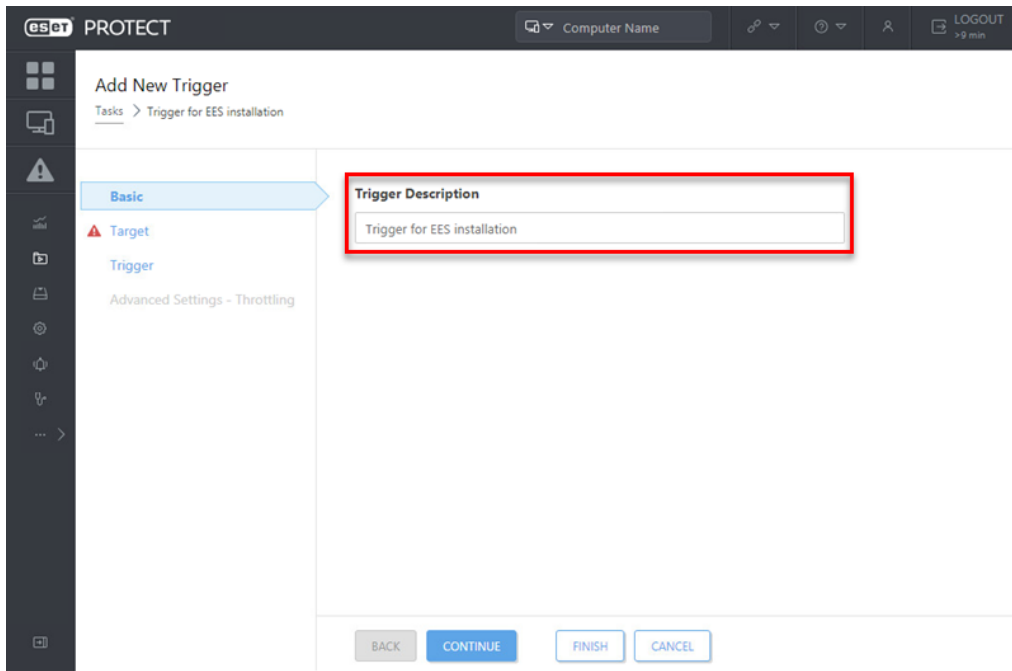 eset PROTECT
Computer Name
LOGOUT
>9 min
Add New Trigger
Tasks > Trigger for EES installation
Basic
Trigger Description
Trigger for EES installation
Target
Trigger
Advanced Settings - Throttling
BACK
CONTINUE
FINISH
CANCEL